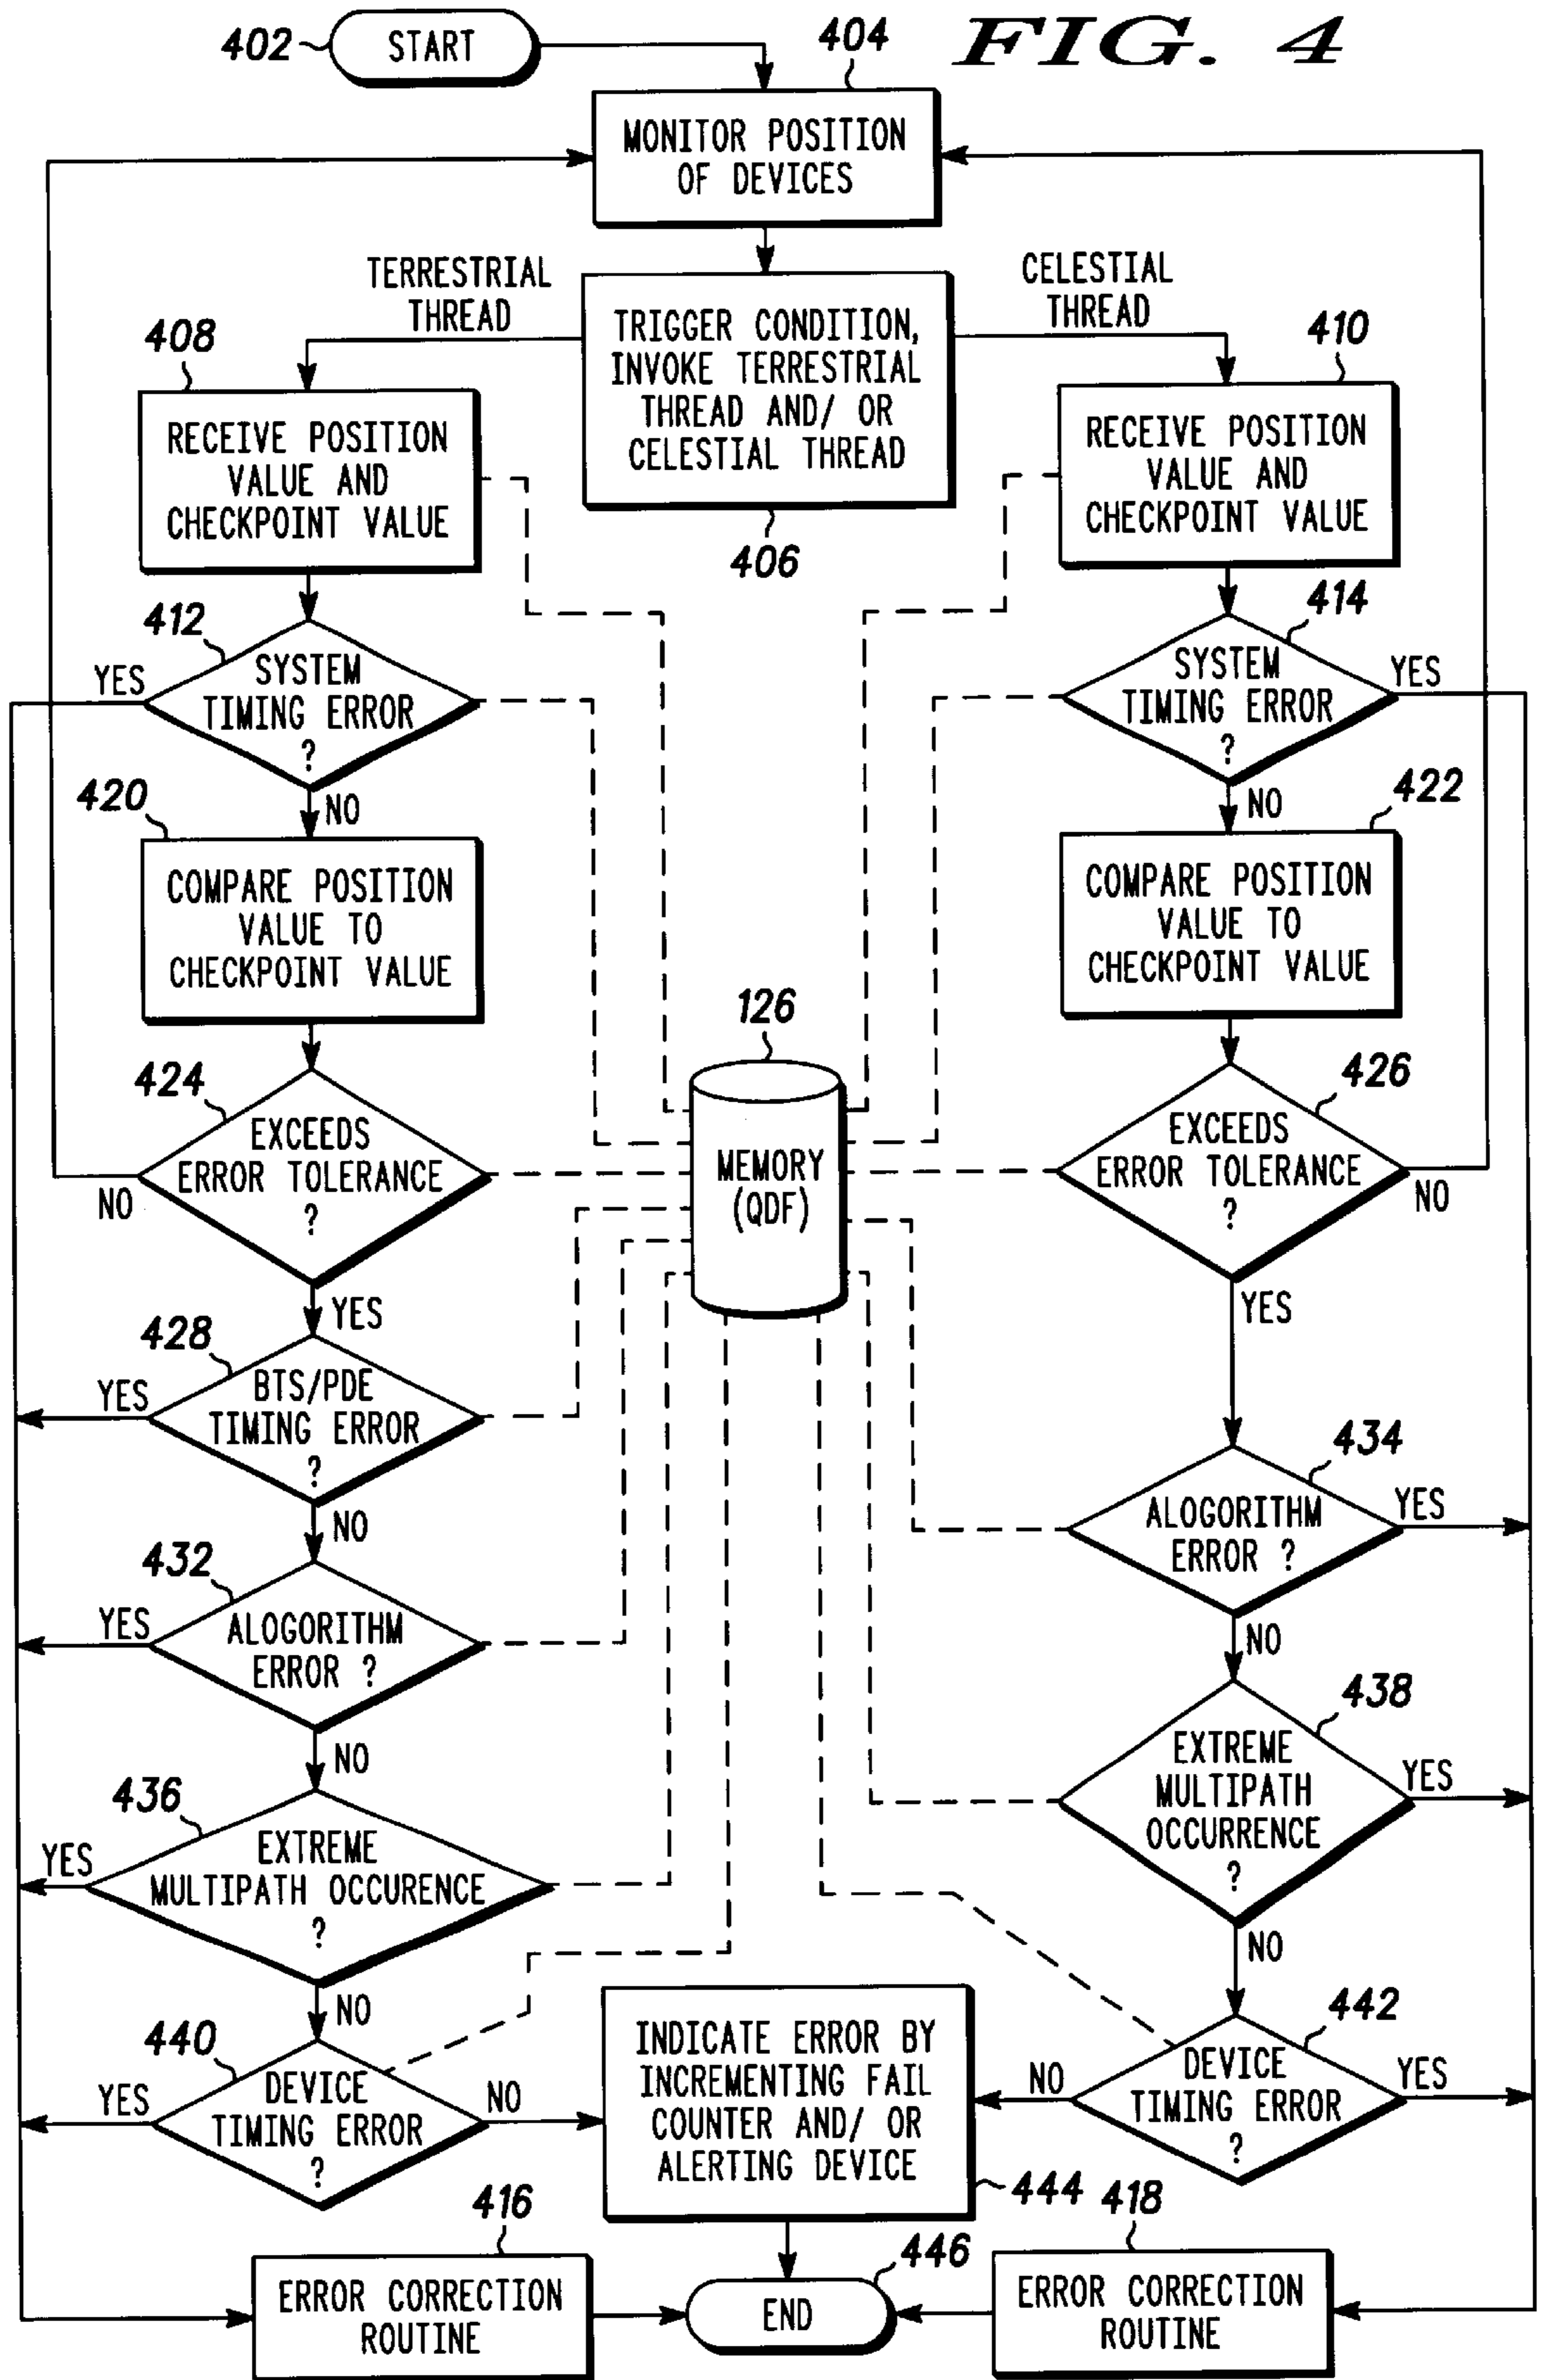 FIG. 4
402
START
404
MONITOR POSITION
OF DEVICES
TERRESTRIAL
THREAD
CELESTIAL
THREAD
TRIGGER CONDITION,
INVOKE TERRESTRIAL
THREAD AND/ OR
CELESTIAL THREAD
406
408
RECEIVE POSITION
VALUE AND
CHECKPOINT VALUE
410
RECEIVE POSITION
VALUE AND
CHECKPOINT VALUE
412
YES
SYSTEM
TIMING ERROR
?
NO
414
SYSTEM
TIMING ERROR
?
YES
NO
420
COMPARE POSITION
VALUE TO
CHECKPOINT VALUE
422
COMPARE POSITION
VALUE TO
CHECKPOINT VALUE
126
MEMORY
(QDF)
424
EXCEEDS
ERROR TOLERANCE
?
NO
YES
426
EXCEEDS
ERROR TOLERANCE
?
NO
YES
428
YES
BTS/PDE
TIMING ERROR
?
NO
432
YES
ALOGORITHM
ERROR ?
NO
434
ALOGORITHM
ERROR ?
YES
NO
436
YES
EXTREME
MULTIPATH OCCURENCE
?
NO
438
EXTREME
MULTIPATH
OCCURRENCE
?
YES
NO
440
YES
DEVICE
TIMING ERROR
?
NO
INDICATE ERROR BY
INCREMENTING FAIL
COUNTER AND/ OR
ALERTING DEVICE
444
442
NO
DEVICE
TIMING ERROR
?
YES
416
ERROR CORRECTION
ROUTINE
446
END
418
ERROR CORRECTION
ROUTINE